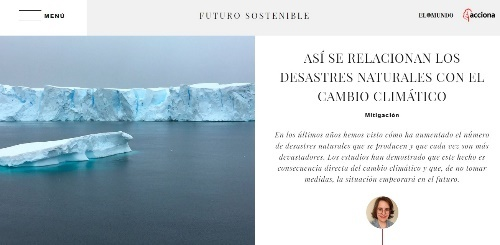 MENÚ
FUTURO SOSTENIBLE
EL MUNDO
acciona
ASÍ SE RELACIONAN LOS
DESASTRES NATURALES CON EL
CAMBIO CLIMÁTICO
Mitigación
En los últimos años hemos visto cómo ha aumentado el número
de desastres naturales que se producen y que cada vez son más
devastadores. Los estudios han demostrado que este hecho es
consecuencia directa del cambio climático y que, de no tomar
medidas, la situación empeorará en el futuro.